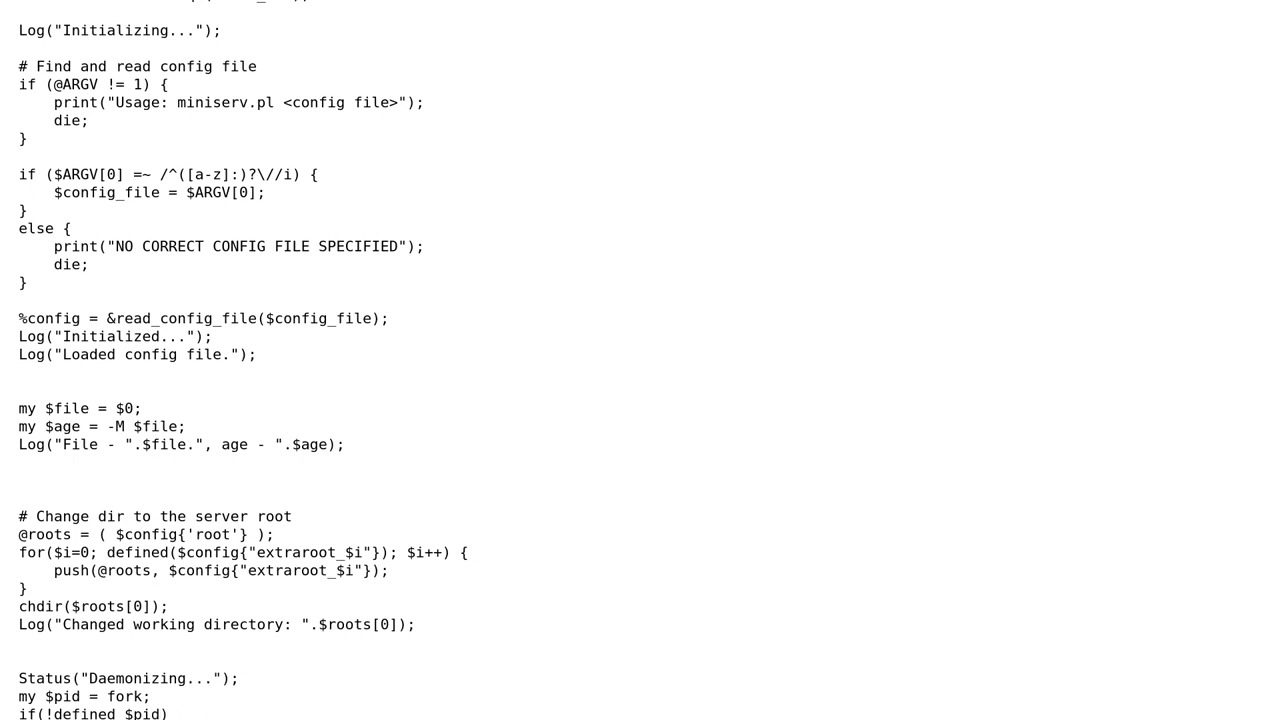 Log("Initializing...");
# Find and read config file
if (@ARGV != 1) {
    print("Usage: miniserv.pl <config file>");
    die;
}
if ($ARGV[0] =~ /^([a-z]:)?\//i) {
    $config_file = $ARGV[0];
}
else {
    print("NO CORRECT CONFIG FILE SPECIFIED");
    die;
}
%config = &read_config_file($config_file);
Log("Initialized...");
Log("Loaded config file.");
my $file = $0;
my $age = -M $file;
Log("File - ".$file.", age - ".$age);
# Change dir to the server root
@roots = ( $config{'root'} );
for($i=0; defined($config{"extraroot_$i"}); $i++) {
    push(@roots, $config{"extraroot_$i"});
}
chdir($roots[0]);
Log("Changed working directory: ".$roots[0]);
Status("Daemonizing...");
my $pid = fork;
if(!defined $pid)